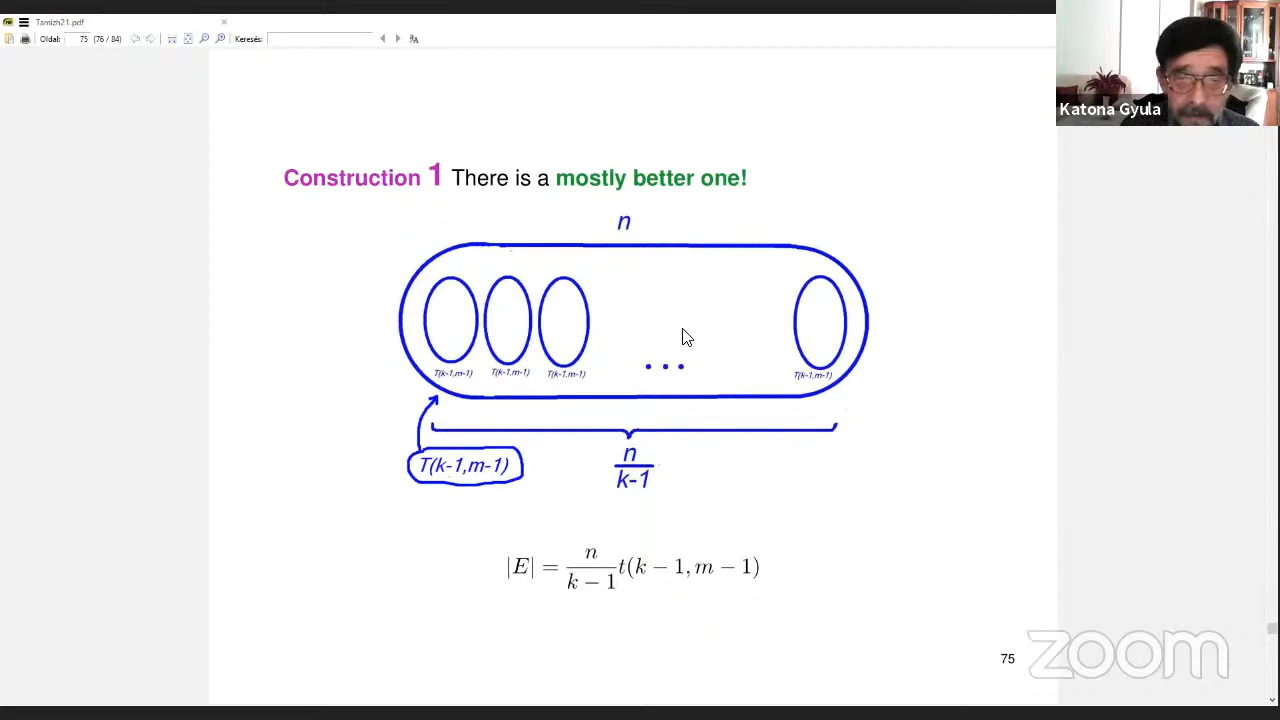 Tamizh21.pdf
Oldal: 75 (76 / 84) Keresés:
Katona Gyula
Construction 1 There is a mostly better one!
n
T(k-1,m-1) T(k-1,m-1) T(k-1,m-1) ... T(k-1,m-1)
T(k-1,m-1)
n
k-1
|E| = n/(k − 1) t(k − 1, m − 1)
75
zoom